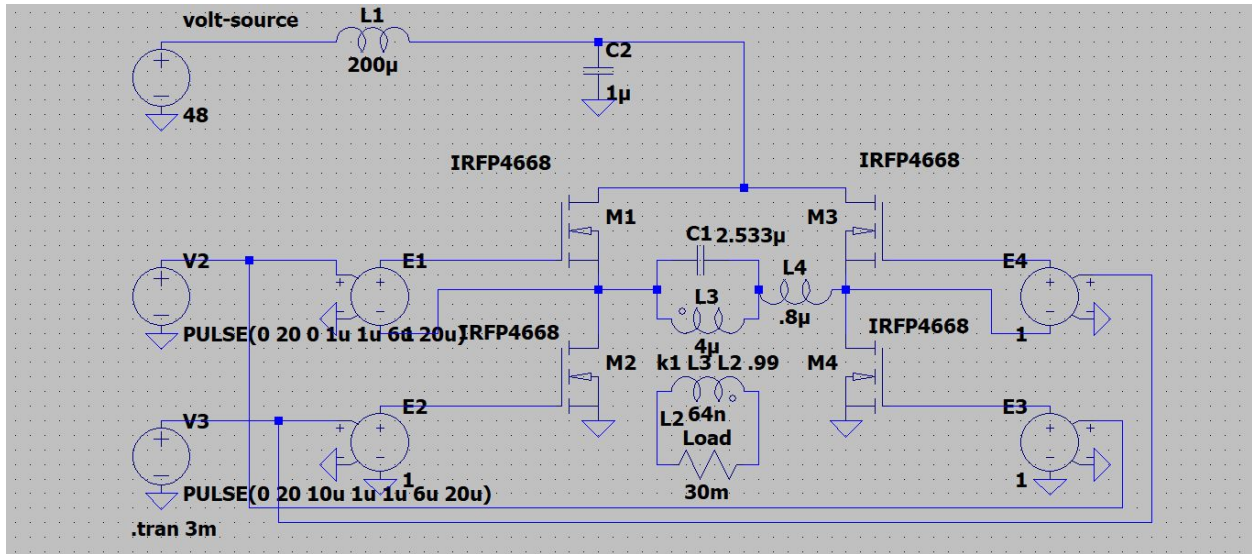 volt-source
L1
200µ
C2
1µ
48
IRFP4668
IRFP4668
M1
M3
C1
2.533µ
V2
E1
L4
E4
L3
.8µ
PULSE(0 20 0 1u 1u 6u 20u)
1
IRFP4668
IRFP4668
1
4µ
M2
k1 L3 L2 .99
M4
V3
E2
L2
64n
E3
Load
PULSE(0 20 10u 1u 1u 6u 20u)
1
30m
1
.tran 3m